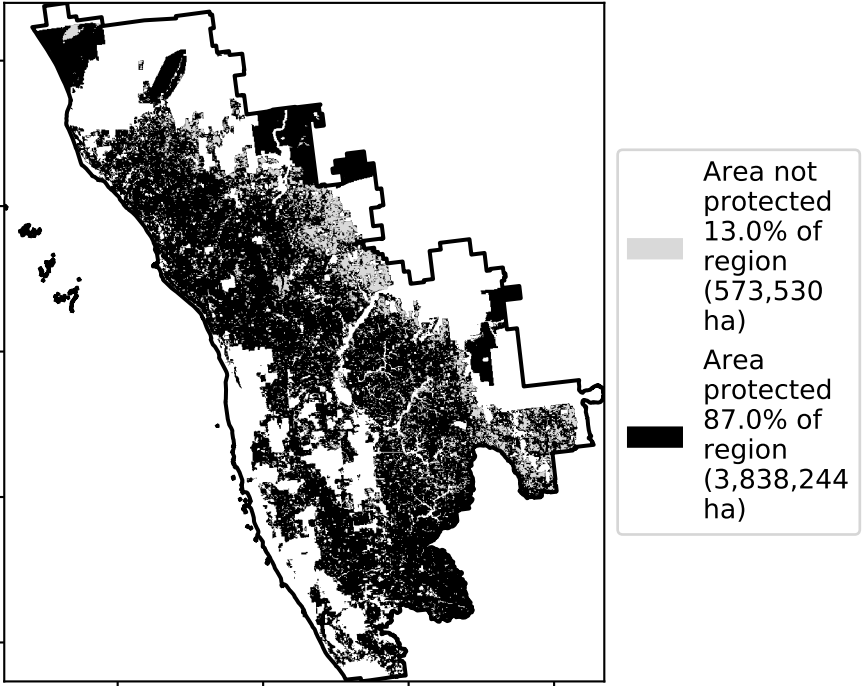 Area not
protected
13.0% of
region
(573,530
ha)
Area
protected
87.0% of
region
(3,838,244
ha)